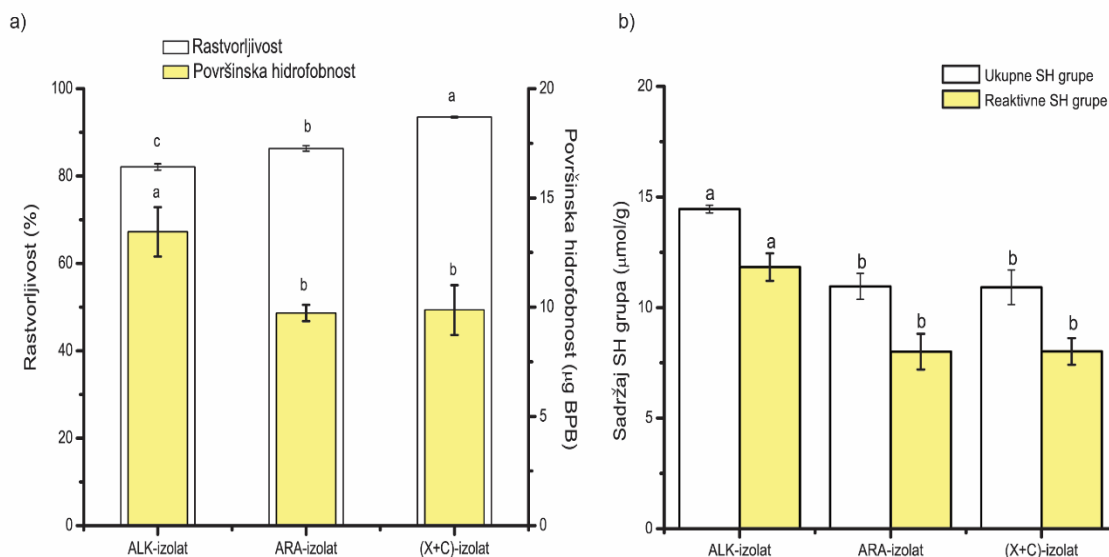 a)
Rastvorljivost
Površinska hidrofobnost
100
80
60
40
20
0
Rastvorljivost (%)
c
a
b
b
a
b
20
15
10
5
0
Površinska hidrofobnost (µg BPB)
ALK-izolat
ARA-izolat
(X+C)-izolat
b)
Ukupne SH grupe
Reaktivne SH grupe
20
15
10
5
0
Sadržaj SH grupa (µmol/g)
a
a
b
b
b
b
ALK-izolat
ARA-izolat
(X+C)-izolat